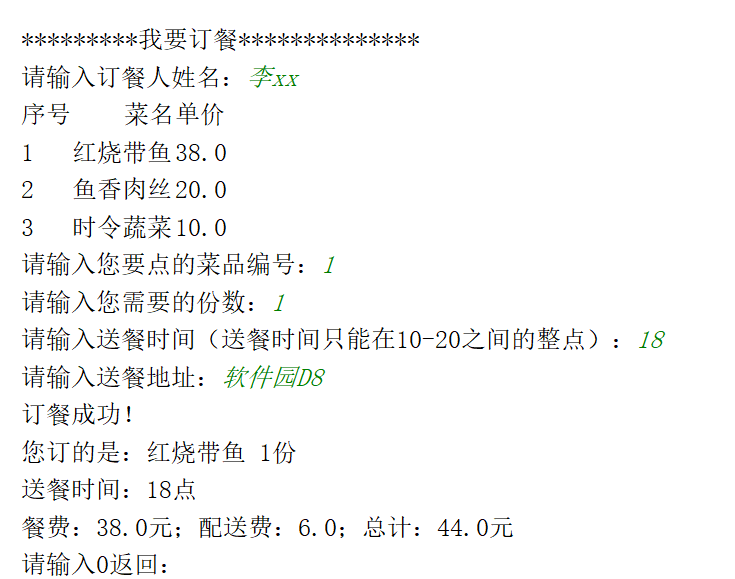 *********我要订餐**************
请输入订餐人姓名：李xx
序号 菜名单价
1 红烧带鱼38.0
2 鱼香肉丝20.0
3 时令蔬菜10.0
请输入您要点的菜品编号：1
请输入您需要的份数：1
请输入送餐时间（送餐时间只能在10-20之间的整点）：18
请输入送餐地址：软件园D8
订餐成功！
您订的是：红烧带鱼 1份
送餐时间：18点
餐费：38.0元；配送费：6.0；总计：44.0元
请输入0返回：